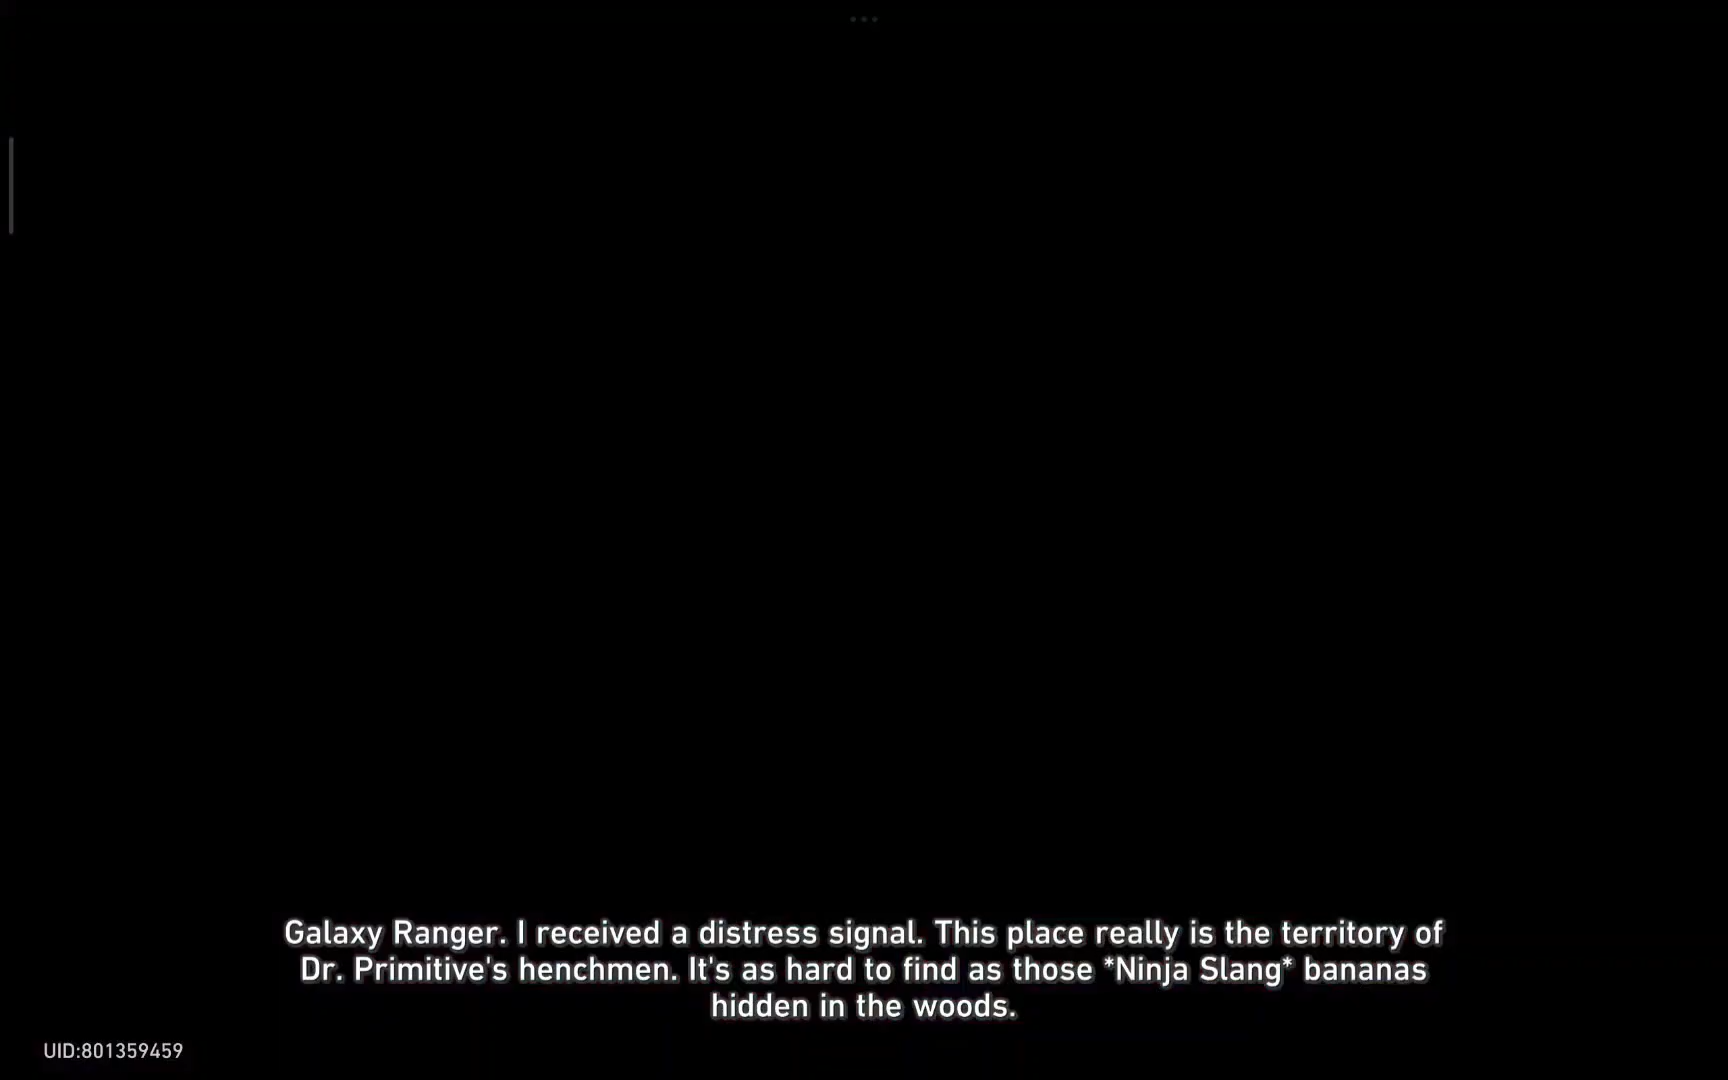 Galaxy Ranger. I received a distress signal. This place really is the territory of
Dr. Primitive's henchmen. It's as hard to find as those *Ninja Slang* bananas
hidden in the woods.
UID:801359459